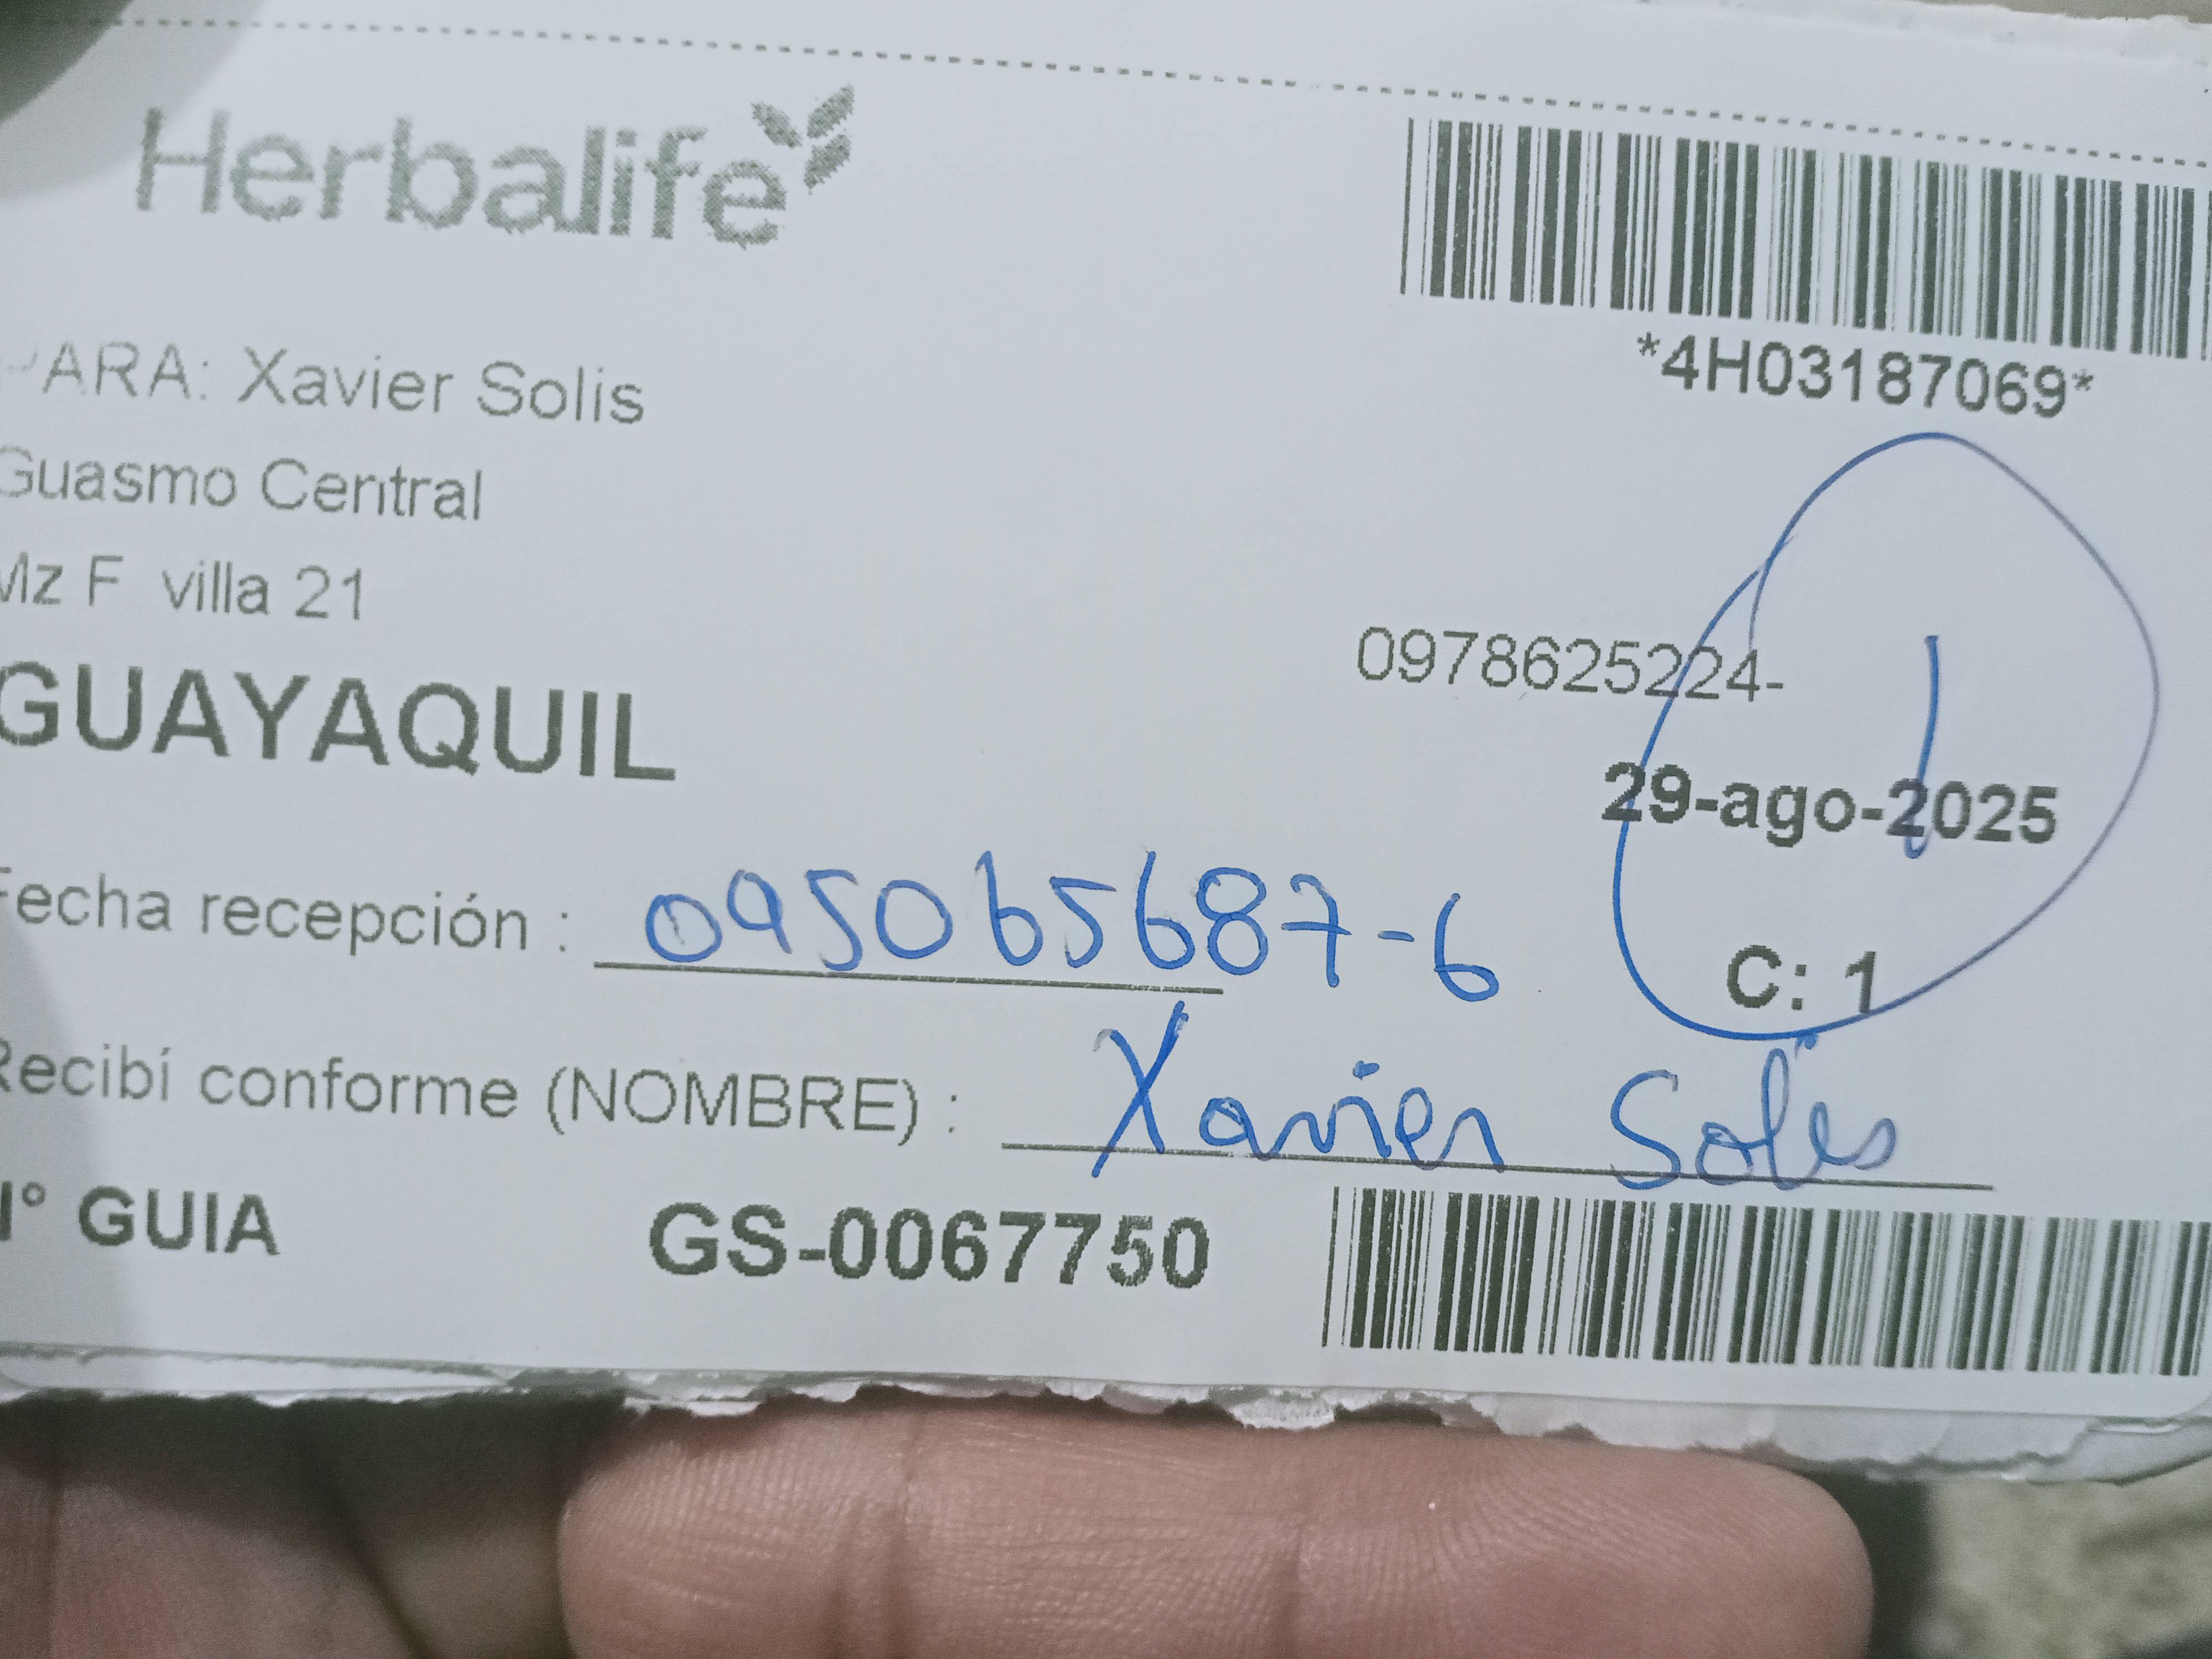 Herbalife
*4H03187069*
PARA: Xavier Solis
Guasmo Central
Mz F villa 21
0978625224-
GUAYAQUIL
29-ago-2025
1
C: 1
Fecha recepción : 095065687-6
Recibí conforme (NOMBRE) : Xavier Solis
N° GUIA GS-0067750